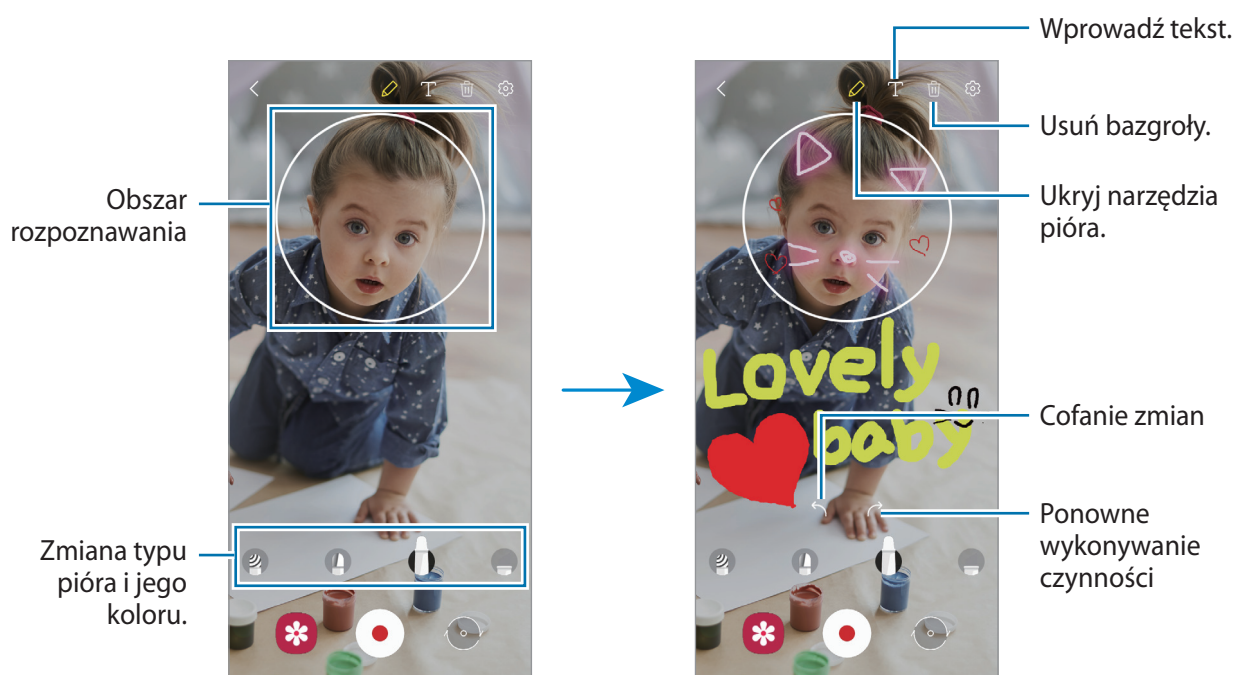 Obszar
rozpoznawania
Zmiana typu
pióra i jego
koloru.
T
Lovely
baby
T
Wprowadź tekst.
Usuń bazgroły.
Ukryj narzędzia
pióra.
Cofanie zmian
Ponowne
wykonywanie
czynności